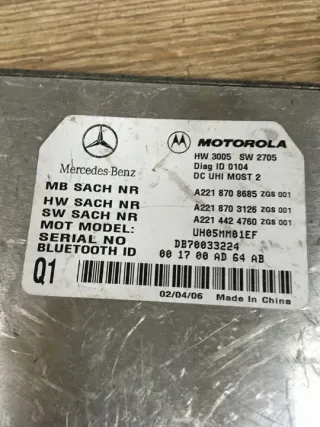 Mercedes-Benz
MOTOROLA
HW 3005 SW 2705
Diag ID 0104
DC UHI MOST 2
MB SACH NR A221 870 8685 ZGS 001
HW SACH NR A221 870 3126 ZGS 001
SW SACH NR A221 442 4760 ZGS 001
MOT MODEL: UH05MM01EF
SERIAL NO DB70033224
BLUETOOTH ID 00 17 00 AD 64 AB
Q1
02/04/06 Made In China